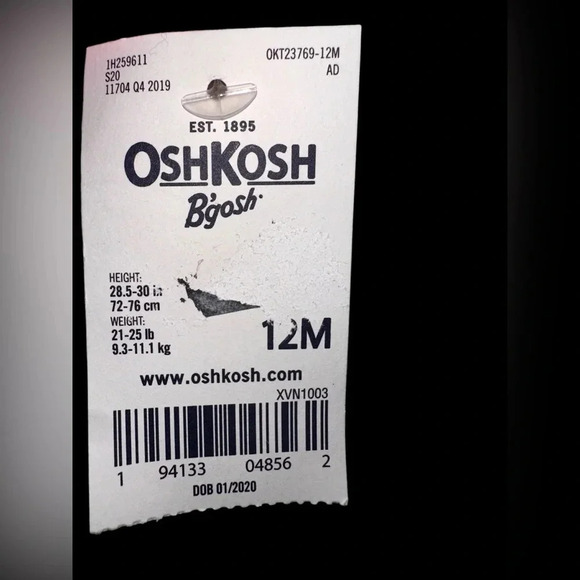 1H259611
S20
11704 Q4 2019
OKT23769-12M
AD
EST. 1895
OSHKOSH
B'gosh
HEIGHT:
28.5-30 in
72-76 cm
WEIGHT:
21-25 lb
9.3-11.1 kg
12M
www.oshkosh.com
XVN1003
1 94133 04856 2
DOB 01/2020